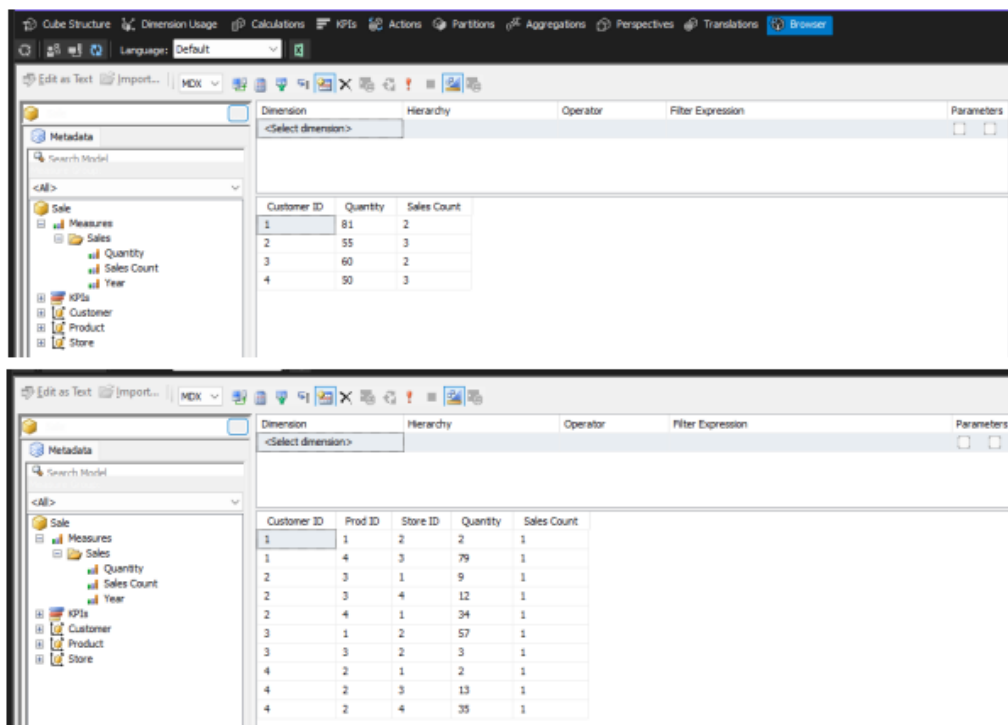 Cube Structure Dimension Usage Calculations KPIs Actions Partitions Aggregations Perspectives Translations Browser
Language: Default
Edit as Text Import... MDX
Dimension Hierarchy Operator Filter Expression Parameters
<Select dimension>
Metadata
Search Model
<All>
Sale
Measures
Sales
Quantity
Sales Count
Year
KPIs
Customer
Product
Store
Customer ID Quantity Sales Count
1 81 2
2 55 3
3 60 2
4 50 3
Edit as Text Import... MDX
Dimension Hierarchy Operator Filter Expression Parameters
<Select dimension>
Metadata
Search Model
<All>
Sale
Measures
Sales
Quantity
Sales Count
Year
KPIs
Customer
Product
Store
Customer ID Prod ID Store ID Quantity Sales Count
1 1 2 2 1
1 4 3 79 1
2 3 1 9 1
2 3 4 12 1
2 4 1 34 1
3 1 2 57 1
3 3 2 3 1
4 2 1 2 1
4 2 3 13 1
4 2 4 35 1